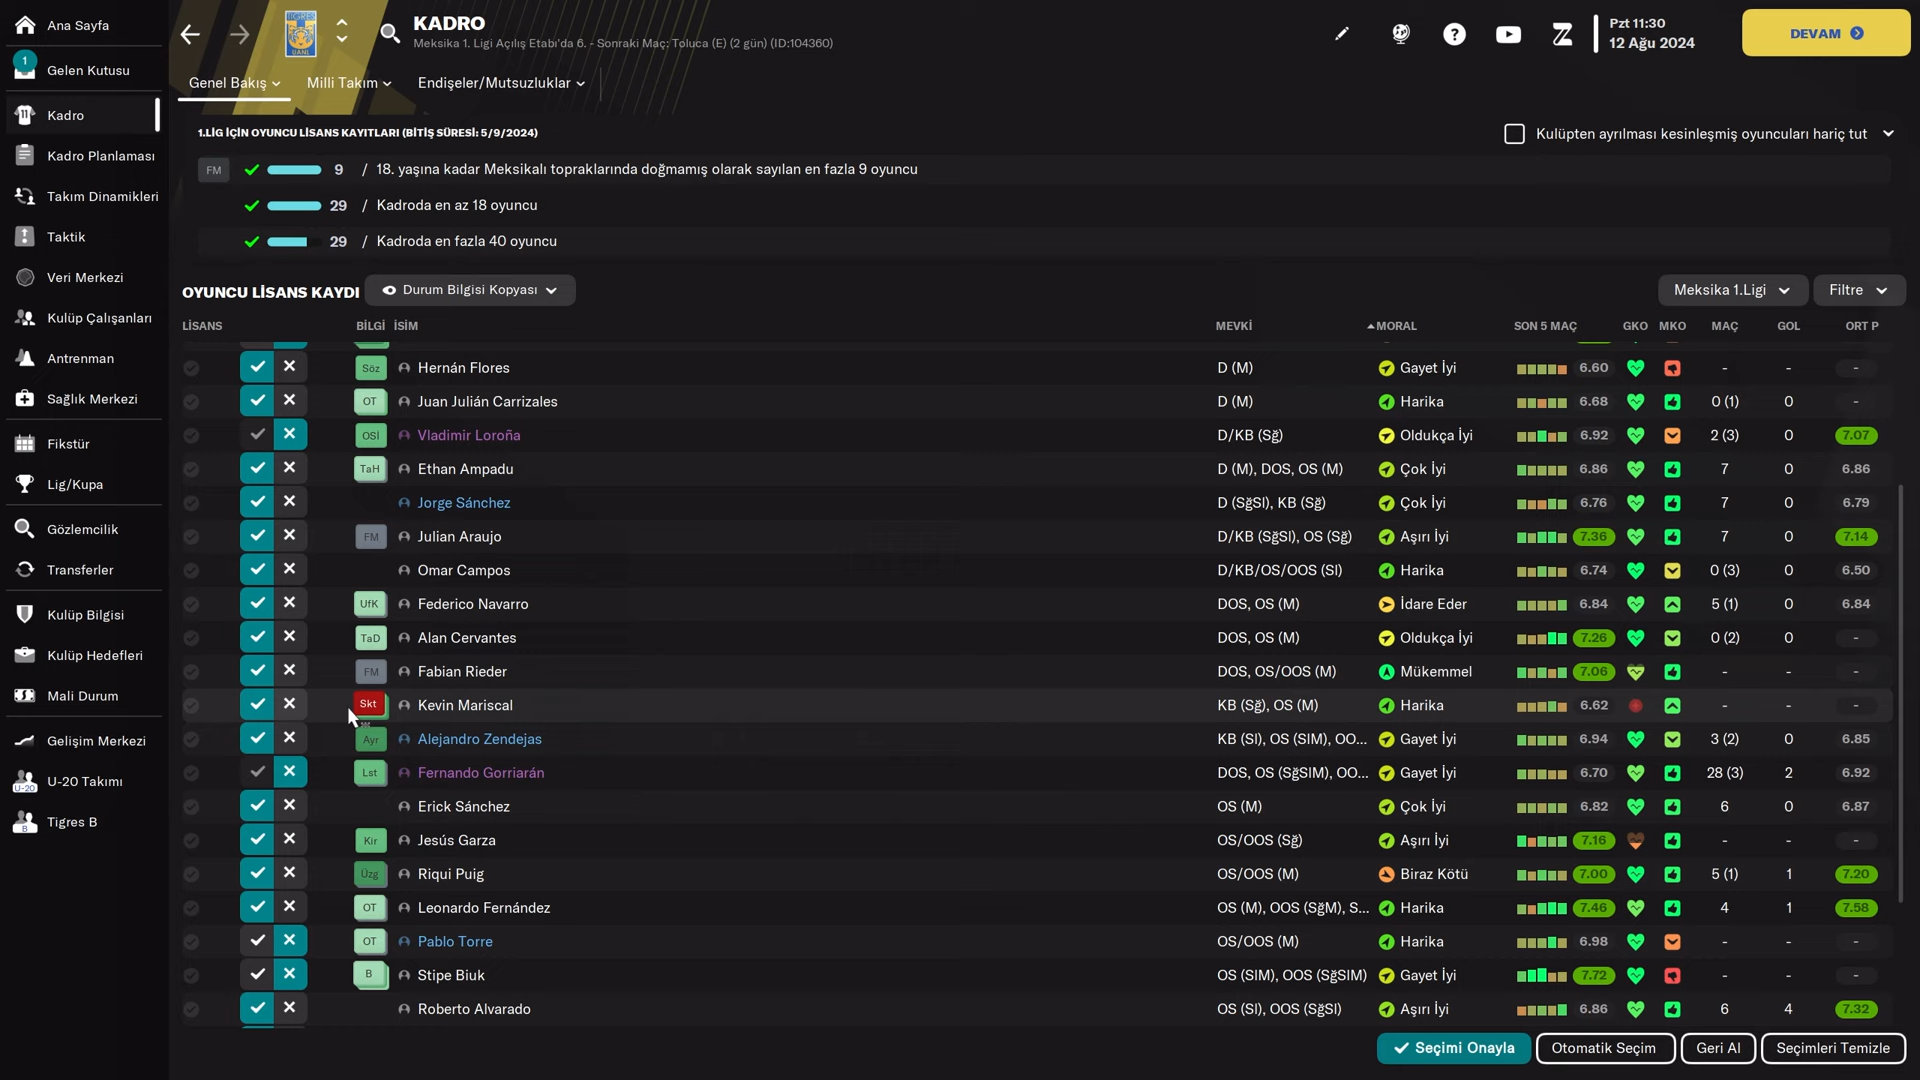 Ana Sayfa
1
Gelen Kutusu
Kadro
Kadro Planlaması
Takım Dinamikleri
Taktik
Veri Merkezi
Kulüp Çalışanları
Antrenman
Sağlık Merkezi
Fikstür
Lig/Kupa
Gözlemcilik
Transferler
Kulüp Bilgisi
Kulüp Hedefleri
Mali Durum
Gelişim Merkezi
U-20 Takımı
Tigres B
TIGRES
UANL
KADRO
Meksika 1. Ligi Açılış Etabı'da 6. - Sonraki Maç: Toluca (E) (2 gün) (ID:104360)
Pzt 11:30
12 Ağu 2024
DEVAM
Genel Bakış Milli Takım Endişeler/Mutsuzluklar
1.LİG İÇİN OYUNCU LİSANS KAYITLARI (BİTİŞ SÜRESİ: 5/9/2024)
Kulüpten ayrılması kesinleşmiş oyuncuları hariç tut
FM 9 / 18. yaşına kadar Meksikalı topraklarında doğmamış olarak sayılan en fazla 9 oyuncu
29 / Kadroda en az 18 oyuncu
29 / Kadroda en fazla 40 oyuncu
OYUNCU LİSANS KAYDI Durum Bilgisi Kopyası Meksika 1.Ligi Filtre
LİSANS BİLGİ İSİM MEVKİ MORAL SON 5 MAÇ GKO MKO MAÇ GOL ORT P
Söz Hernán Flores D (M) Gayet İyi 6.60 - - -
OT Juan Julián Carrizales D (M) Harika 6.68 0 (1) 0 -
OSİ Vladimir Loroña D/KB (Sğ) Oldukça İyi 6.92 2 (3) 0 7.07
TaH Ethan Ampadu D (M), DOS, OS (M) Çok İyi 6.86 7 0 6.86
Jorge Sánchez D (SğSl), KB (Sğ) Çok İyi 6.76 7 0 6.79
FM Julian Araujo D/KB (SğSl), OS (Sğ) Aşırı İyi 7.36 7 0 7.14
Omar Campos D/KB/OS/OOS (Sl) Harika 6.74 0 (3) 0 6.50
UfK Federico Navarro DOS, OS (M) İdare Eder 6.84 5 (1) 0 6.84
TaD Alan Cervantes DOS, OS (M) Oldukça İyi 7.26 0 (2) 0 -
FM Fabian Rieder DOS, OS/OOS (M) Mükemmel 7.06 - - -
Skt Kevin Mariscal KB (Sğ), OS (M) Harika 6.62 - - -
Ayr Alejandro Zendejas KB (Sl), OS (SlM), OO... Gayet İyi 6.94 3 (2) 0 6.85
Lst Fernando Gorriarán DOS, OS (SğSlM), OO... Gayet İyi 6.70 28 (3) 2 6.92
Erick Sánchez OS (M) Çok İyi 6.82 6 0 6.87
Kir Jesús Garza OS/OOS (Sğ) Aşırı İyi 7.16 - - -
Üzg Riqui Puig OS/OOS (M) Biraz Kötü 7.00 5 (1) 1 7.20
OT Leonardo Fernández OS (M), OOS (SğM), S... Harika 7.46 4 1 7.58
OT Pablo Torre OS/OOS (M) Harika 6.98 - - -
B Stipe Biuk OS (SlM), OOS (SğSlM) Gayet İyi 7.72 - - -
Roberto Alvarado OS (Sl), OOS (SğSl) Aşırı İyi 6.86 6 4 7.32
Seçimi Onayla Otomatik Seçim Geri Al Seçimleri Temizle